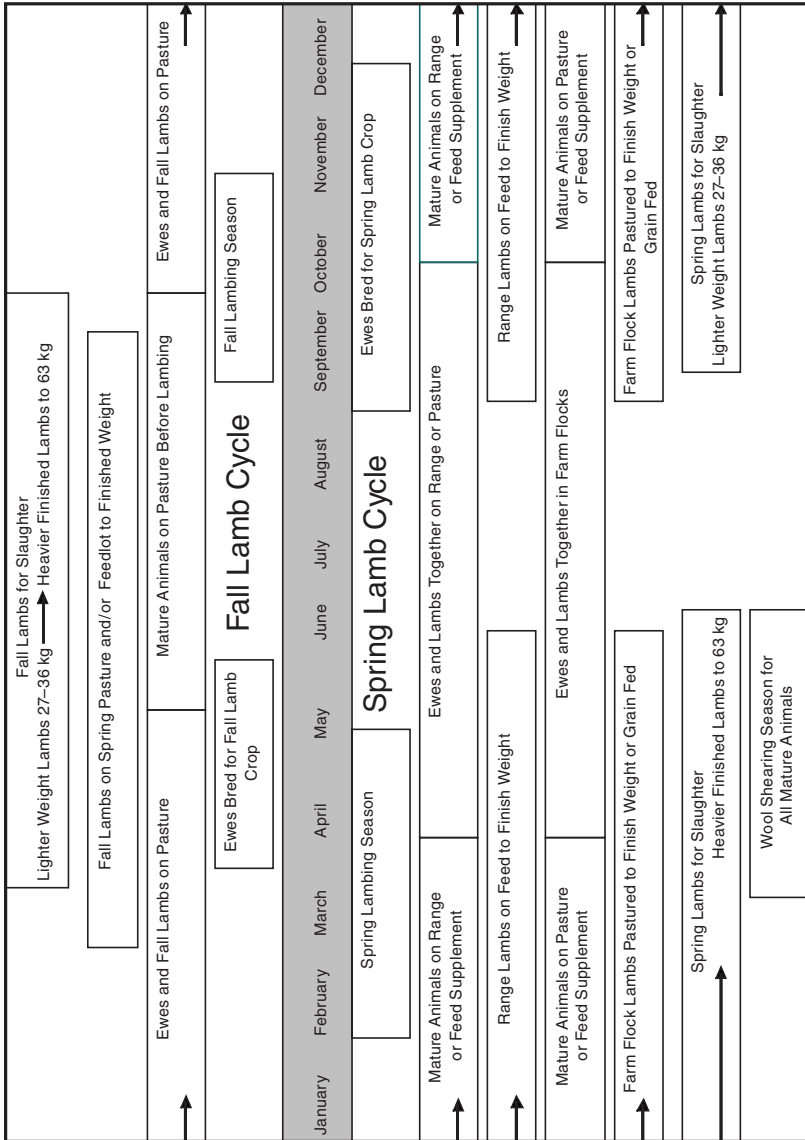 Fall Lambs for Slaughter
Lighter Weight Lambs 27–36 kg → Heavier Finished Lambs to 63 kg
Fall Lambs on Spring Pasture and/or Feedlot to Finished Weight
Ewes and Fall Lambs on Pasture
Mature Animals on Pasture Before Lambing
Ewes and Fall Lambs on Pasture
Ewes Bred for Fall Lamb
Crop
Fall Lamb Cycle
Fall Lambing Season
January February March April May June July August September October November December
Spring Lambing Season
Spring Lamb Cycle
Ewes Bred for Spring Lamb Crop
Mature Animals on Range
or Feed Supplement
Ewes and Lambs Together on Range or Pasture
Mature Animals on Range
or Feed Supplement
Range Lambs on Feed to Finish Weight
Range Lambs on Feed to Finish Weight
Mature Animals on Pasture
or Feed Supplement
Ewes and Lambs Together in Farm Flocks
Mature Animals on Pasture
or Feed Supplement
Farm Flock Lambs Pastured to Finish Weight or Grain Fed
Farm Flock Lambs Pastured to Finish Weight or
Grain Fed
Spring Lambs for Slaughter
Heavier Finished Lambs to 63 kg
Spring Lambs for Slaughter
Lighter Weight Lambs 27–36 kg
Wool Shearing Season for
All Mature Animals